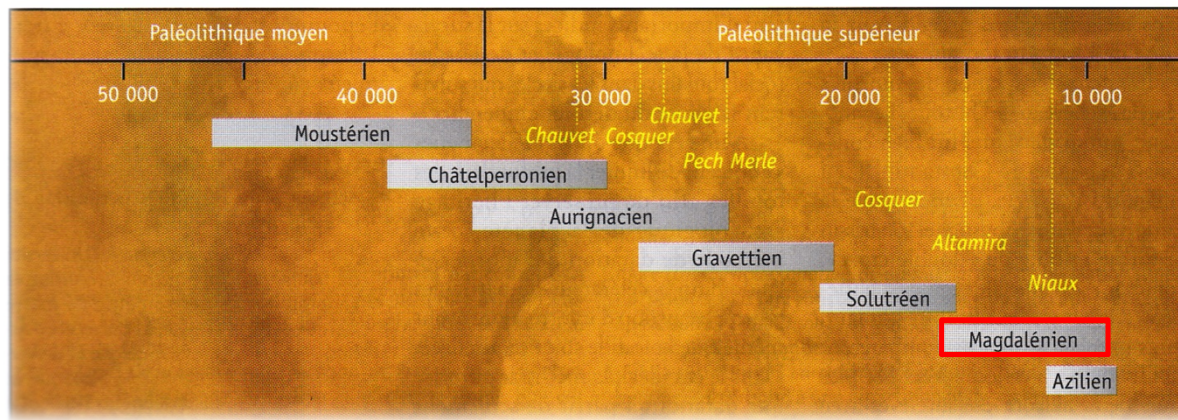 Paléolithique moyen
Paléolithique supérieur
50 000
40 000
30 000
20 000
10 000
Chauvet
Cosquer
Chauvet
Pech Merle
Cosquer
Altamira
Niaux
Moustérien
Châtelperronien
Aurignacien
Gravettien
Solutréen
Magdalénien
Azilien